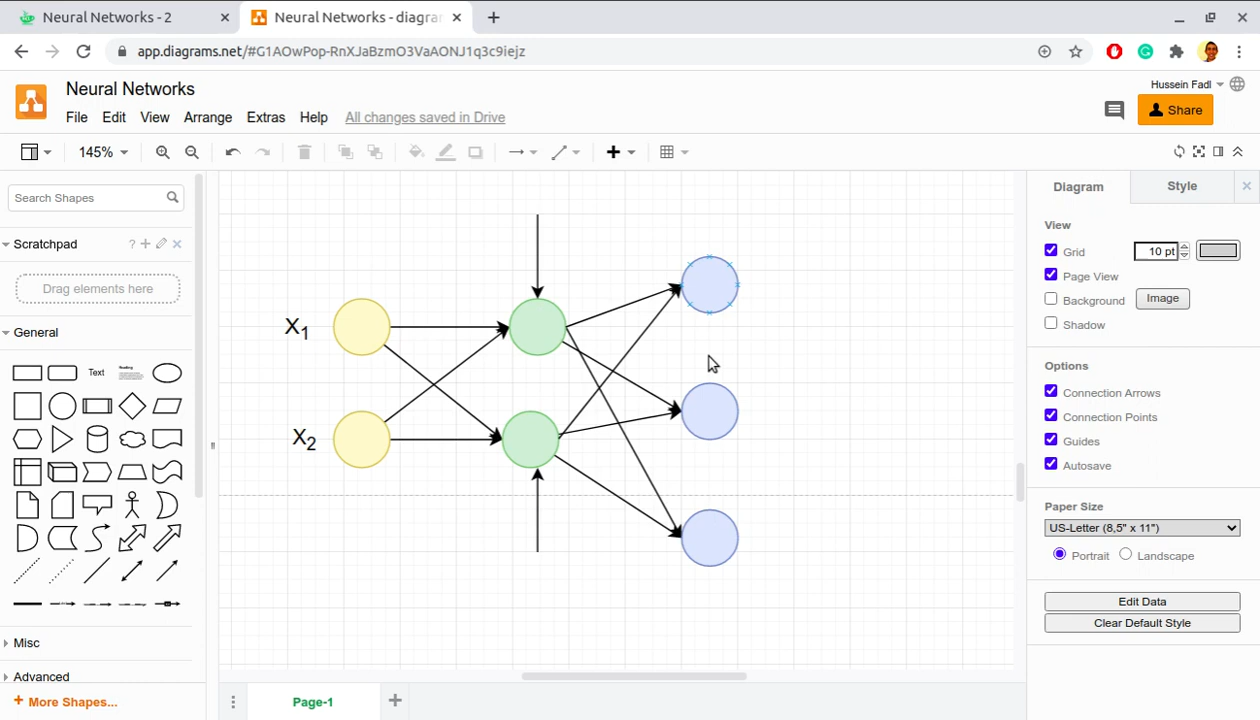 Neural Networks - 2
Neural Networks - diagra
app.diagrams.net/#G1AOwPop-RnXJaBzmO3VaAONJ1q3c9iejz
Neural Networks
Hussein Fadl
File Edit View Arrange Extras Help All changes saved in Drive
Share
145%
Search Shapes
Diagram
Style
Scratchpad
?
Drag elements here
General
Text
Heading
Misc
Advanced
+ More Shapes...
X1
X2
View
Grid
10 pt
Page View
Background
Image
Shadow
Options
Connection Arrows
Connection Points
Guides
Autosave
Paper Size
US-Letter (8,5" x 11")
Portrait
Landscape
Edit Data
Clear Default Style
Page-1